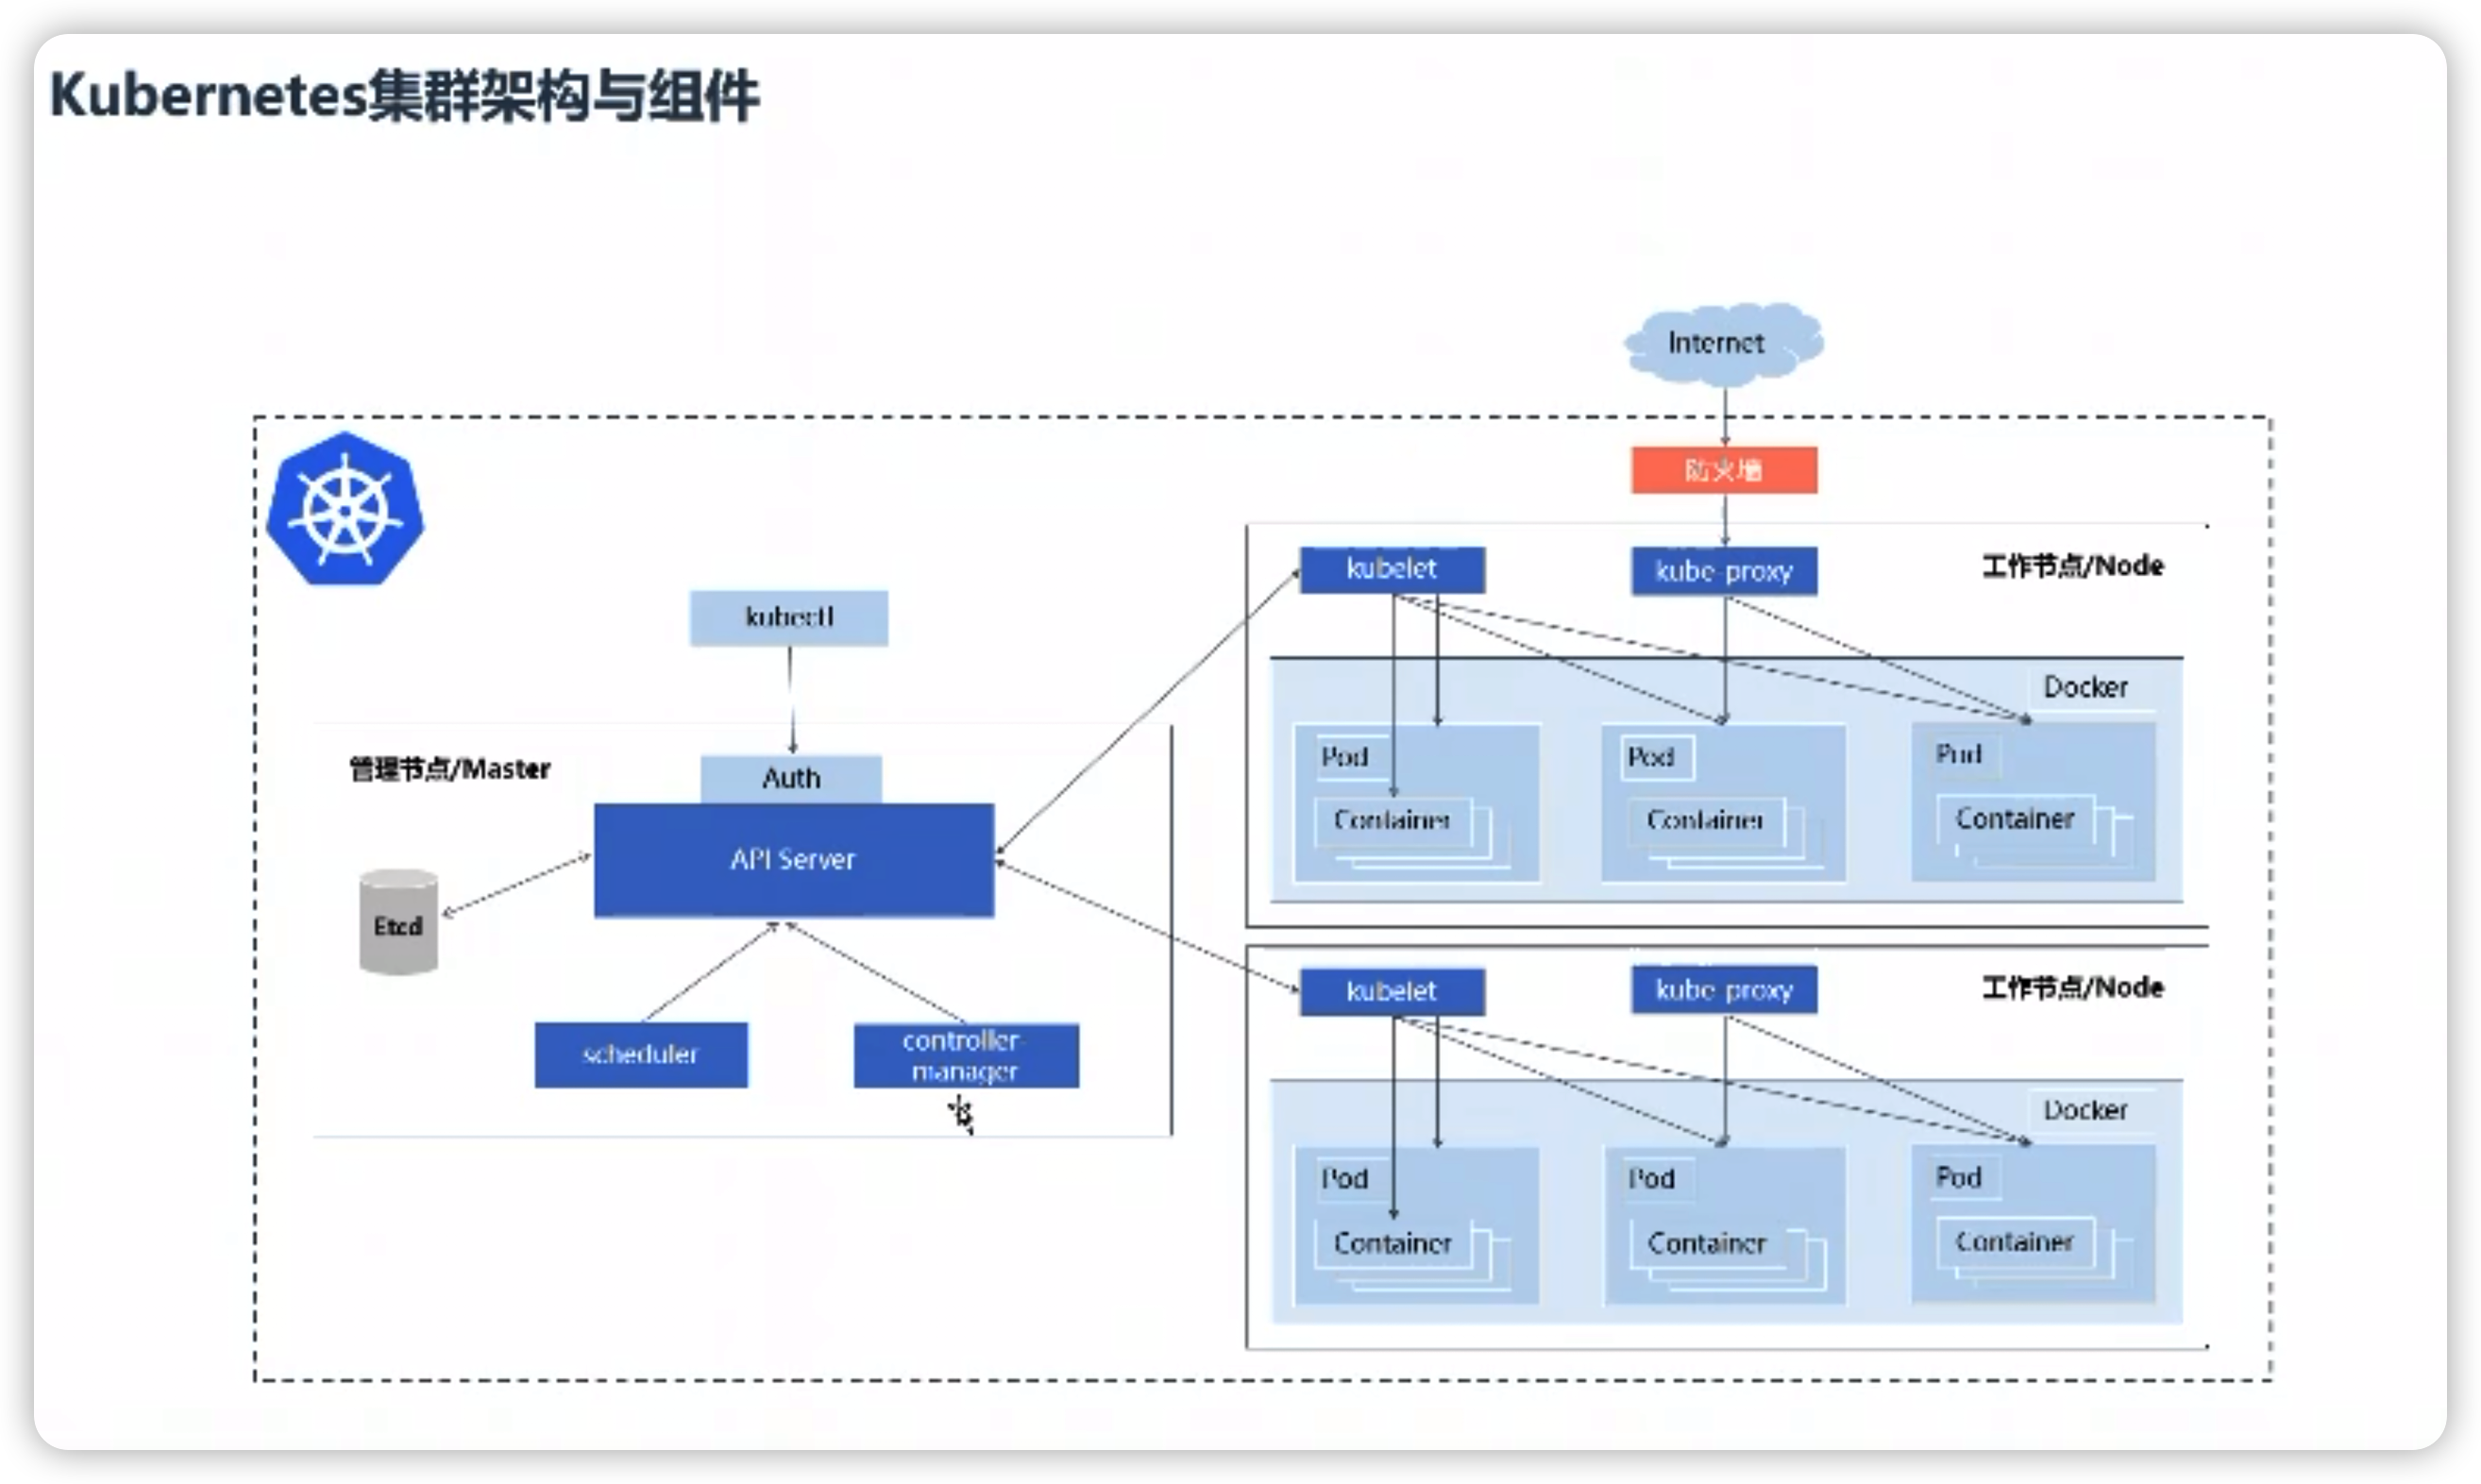 Kubernetes集群架构与组件
Internet
防火墙
kubectl
管理节点/Master
Auth
API Server
Etcd
scheduler
controller-
manager
kubelet
kube-proxy
工作节点/Node
Docker
Pod
Pod
Pod
Container
Container
Container
kubelet
kube-proxy
工作节点/Node
Docker
Pod
Pod
Pod
Container
Container
Container